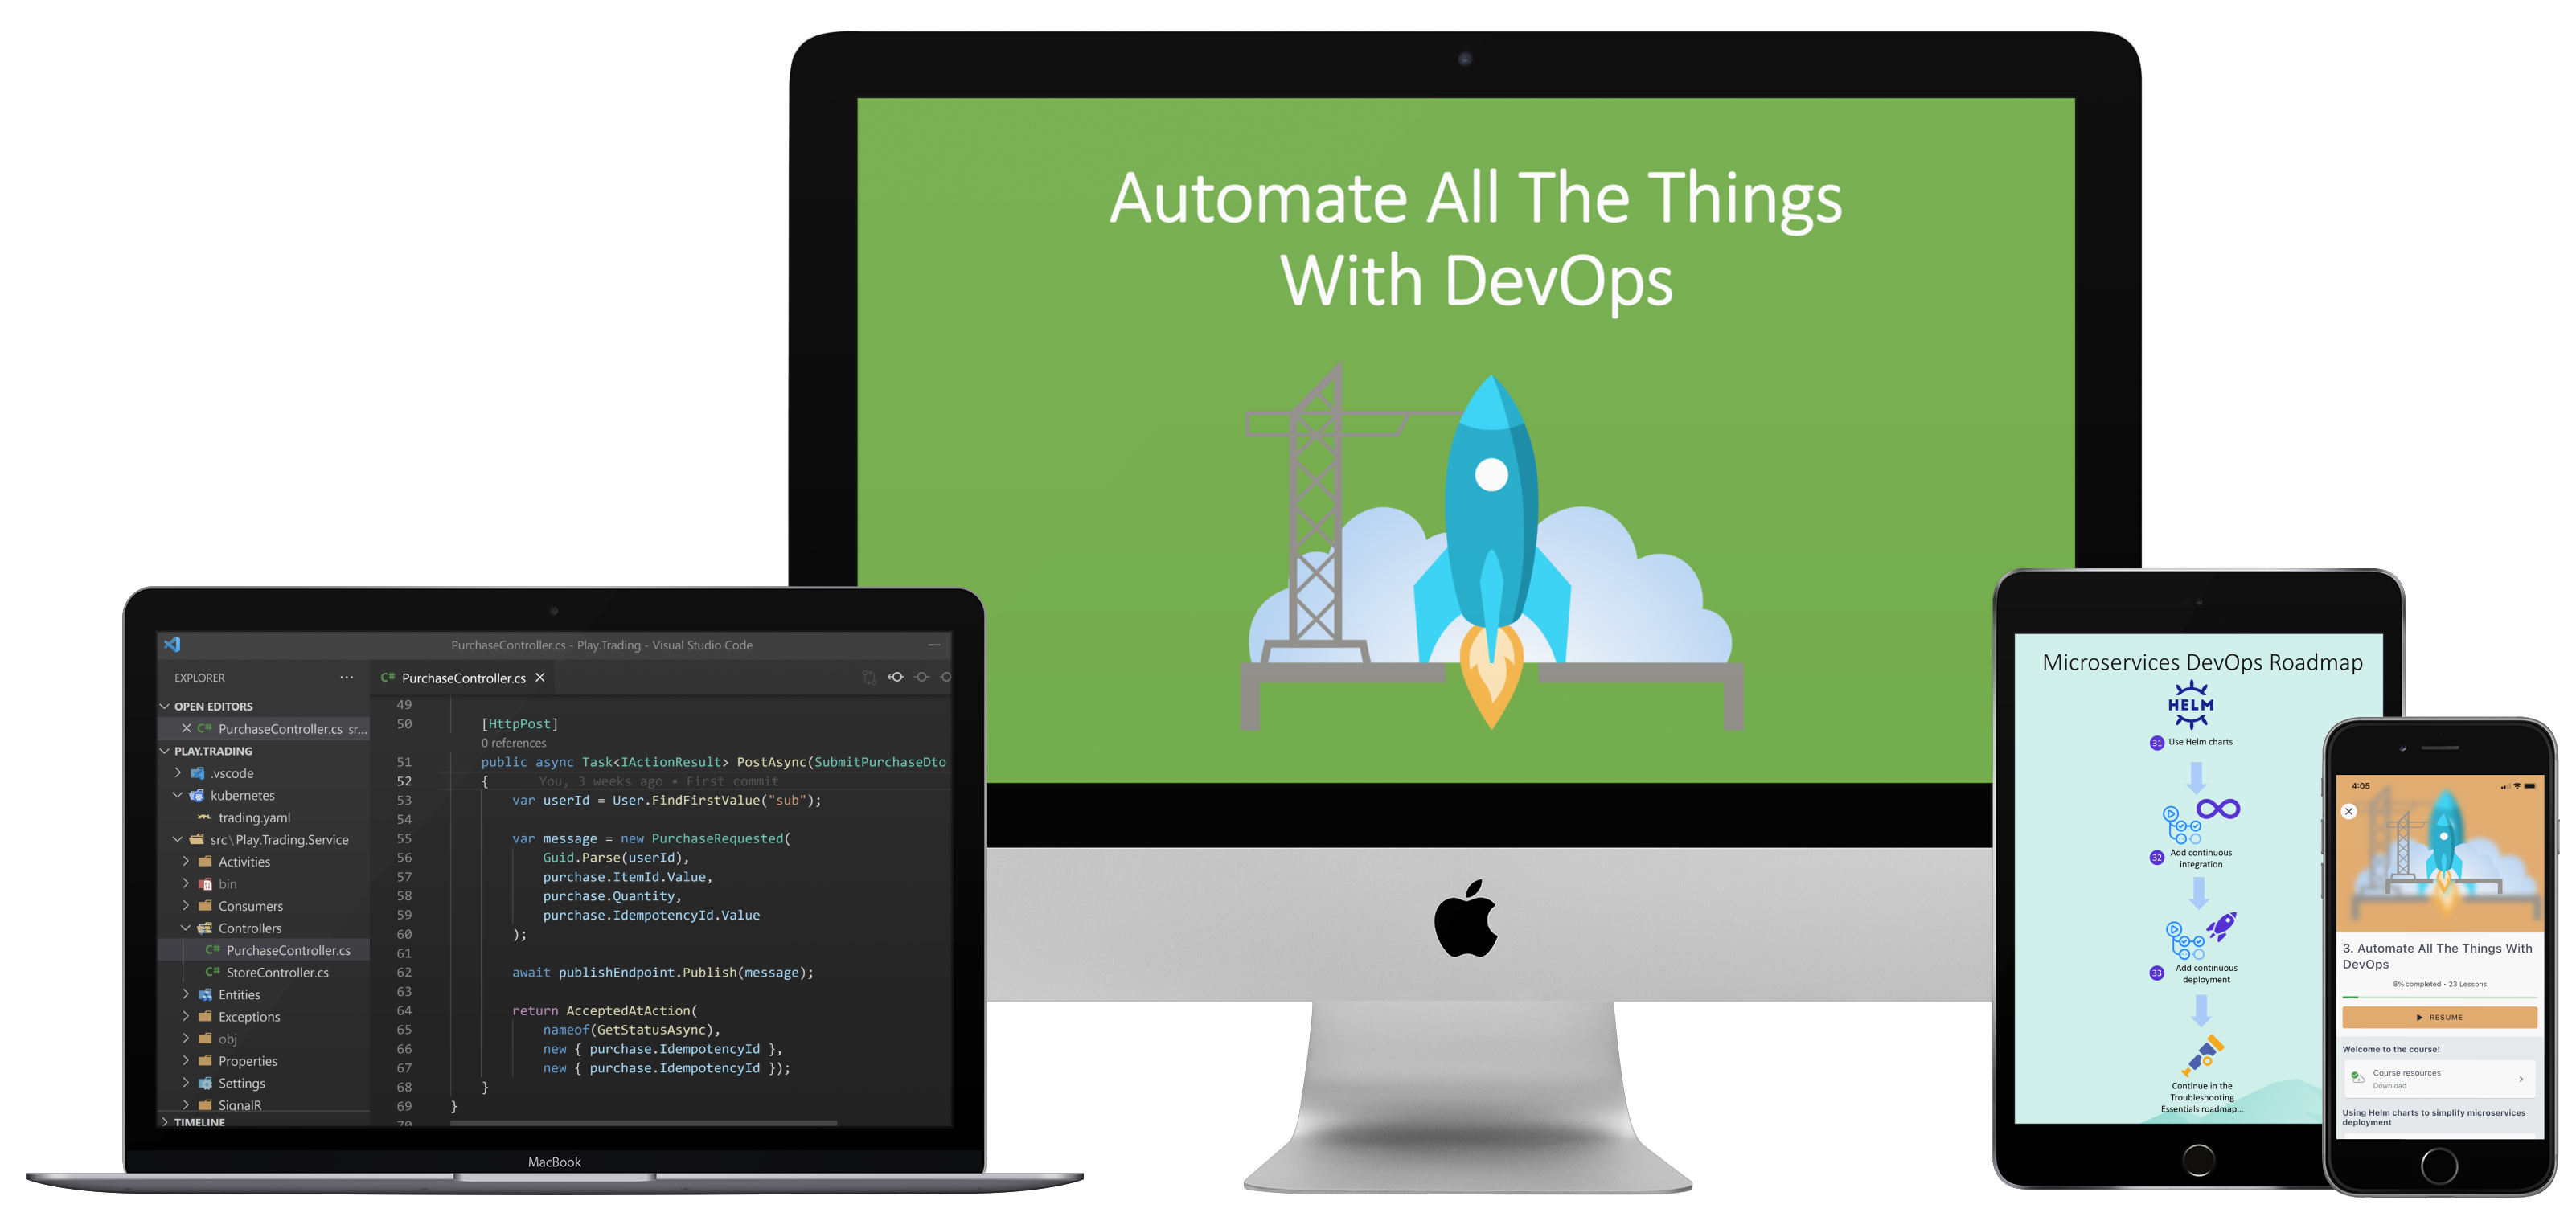 Automate All The Things
With DevOps
PurchaseController.cs - Play.Trading - Visual Studio Code
EXPLORER
PurchaseController.cs
OPEN EDITORS
PurchaseController.cs sr...
PLAY.TRADING
.vscode
kubernetes
trading.yaml
src\Play.Trading.Service
Activities
bin
Consumers
Controllers
PurchaseController.cs
StoreController.cs
Entities
Exceptions
obj
Properties
Settings
SignalR
TIMELINE
49
50 [HttpPost]
0 references
51 public async Task<IActionResult> PostAsync(SubmitPurchaseDto
52 { You, 3 weeks ago • First commit
53 var userId = User.FindFirstValue("sub");
54
55 var message = new PurchaseRequested(
56 Guid.Parse(userId),
57 purchase.ItemId.Value,
58 purchase.Quantity,
59 purchase.IdempotencyId.Value
60 );
61
62 await publishEndpoint.Publish(message);
63
64 return AcceptedAtAction(
65 nameof(GetStatusAsync),
66 new { purchase.IdempotencyId },
67 new { purchase.IdempotencyId });
68 }
69 }
70
MacBook
Microservices DevOps Roadmap
HELM
31 Use Helm charts
32 Add continuous
integration
33 Add continuous
deployment
Continue in the
Troubleshooting
Essentials roadmap...
4:05
3. Automate All The Things With
DevOps
8% completed • 23 Lessons
RESUME
Welcome to the course!
Course resources
Download
Using Helm charts to simplify microservices
deployment